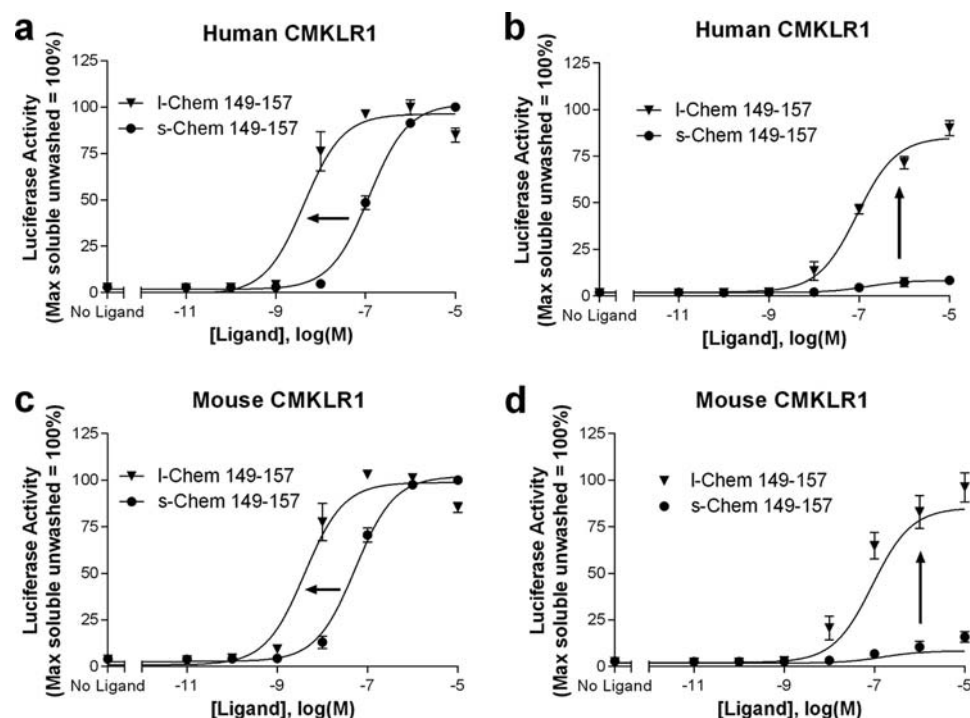 a
Human CMKLR1
Luciferase Activity
(Max soluble unwashed = 100%)
125
100
75
50
25
0
l-Chem 149-157
s-Chem 149-157
No Ligand
-11
-9
-7
-5
[Ligand], log(M)
b
Human CMKLR1
Luciferase Activity
(Max soluble unwashed = 100%)
125
100
75
50
25
0
l-Chem 149-157
s-Chem 149-157
No Ligand
-11
-9
-7
-5
[Ligand], log(M)
c
Mouse CMKLR1
Luciferase Activity
(Max soluble unwashed = 100%)
125
100
75
50
25
0
l-Chem 149-157
s-Chem 149-157
No Ligand
-11
-9
-7
-5
[Ligand], log(M)
d
Mouse CMKLR1
Luciferase Activity
(Max soluble unwashed = 100%)
125
100
75
50
25
0
l-Chem 149-157
s-Chem 149-157
No Ligand
-11
-9
-7
-5
[Ligand], log(M)